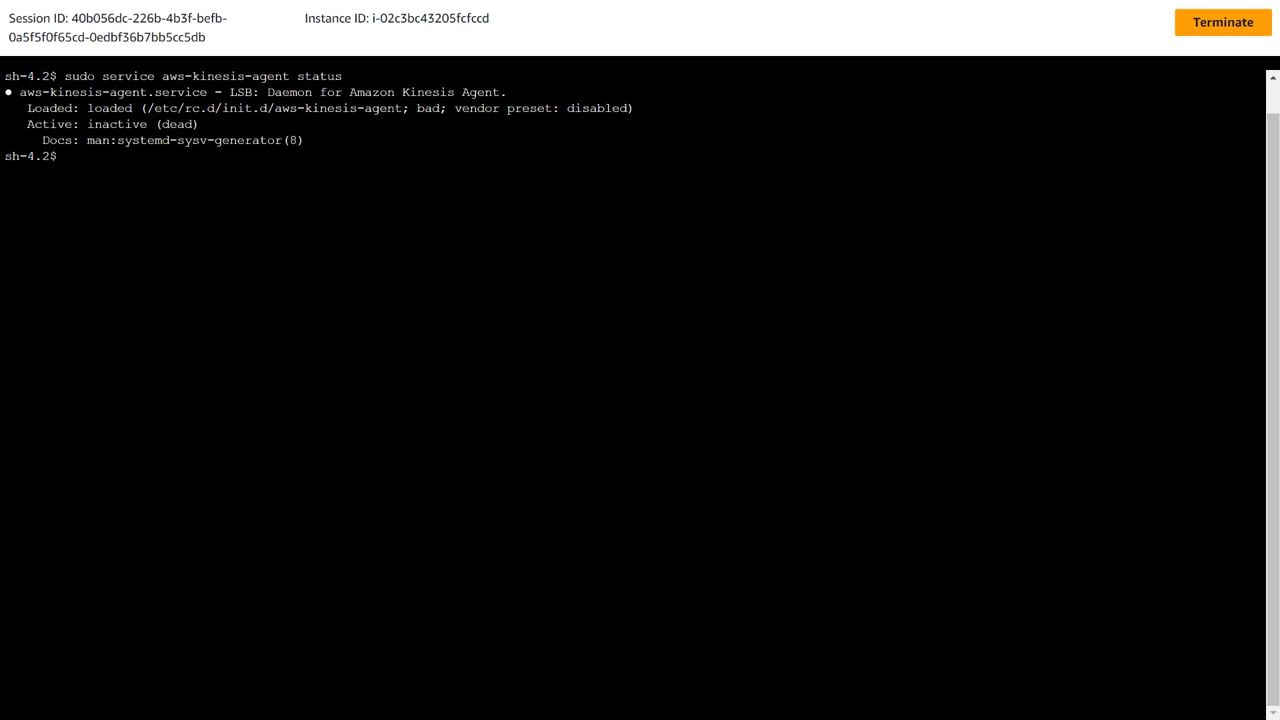 Session ID: 40b056dc-226b-4b3f-befb-
0a5f5f0f65cd-0edbf36b7bb5cc5db
Instance ID: i-02c3bc43205fcfccd
Terminate
sh-4.2$ sudo service aws-kinesis-agent status
● aws-kinesis-agent.service - LSB: Daemon for Amazon Kinesis Agent.
Loaded: loaded (/etc/rc.d/init.d/aws-kinesis-agent; bad; vendor preset: disabled)
Active: inactive (dead)
Docs: man:systemd-sysv-generator(8)
sh-4.2$